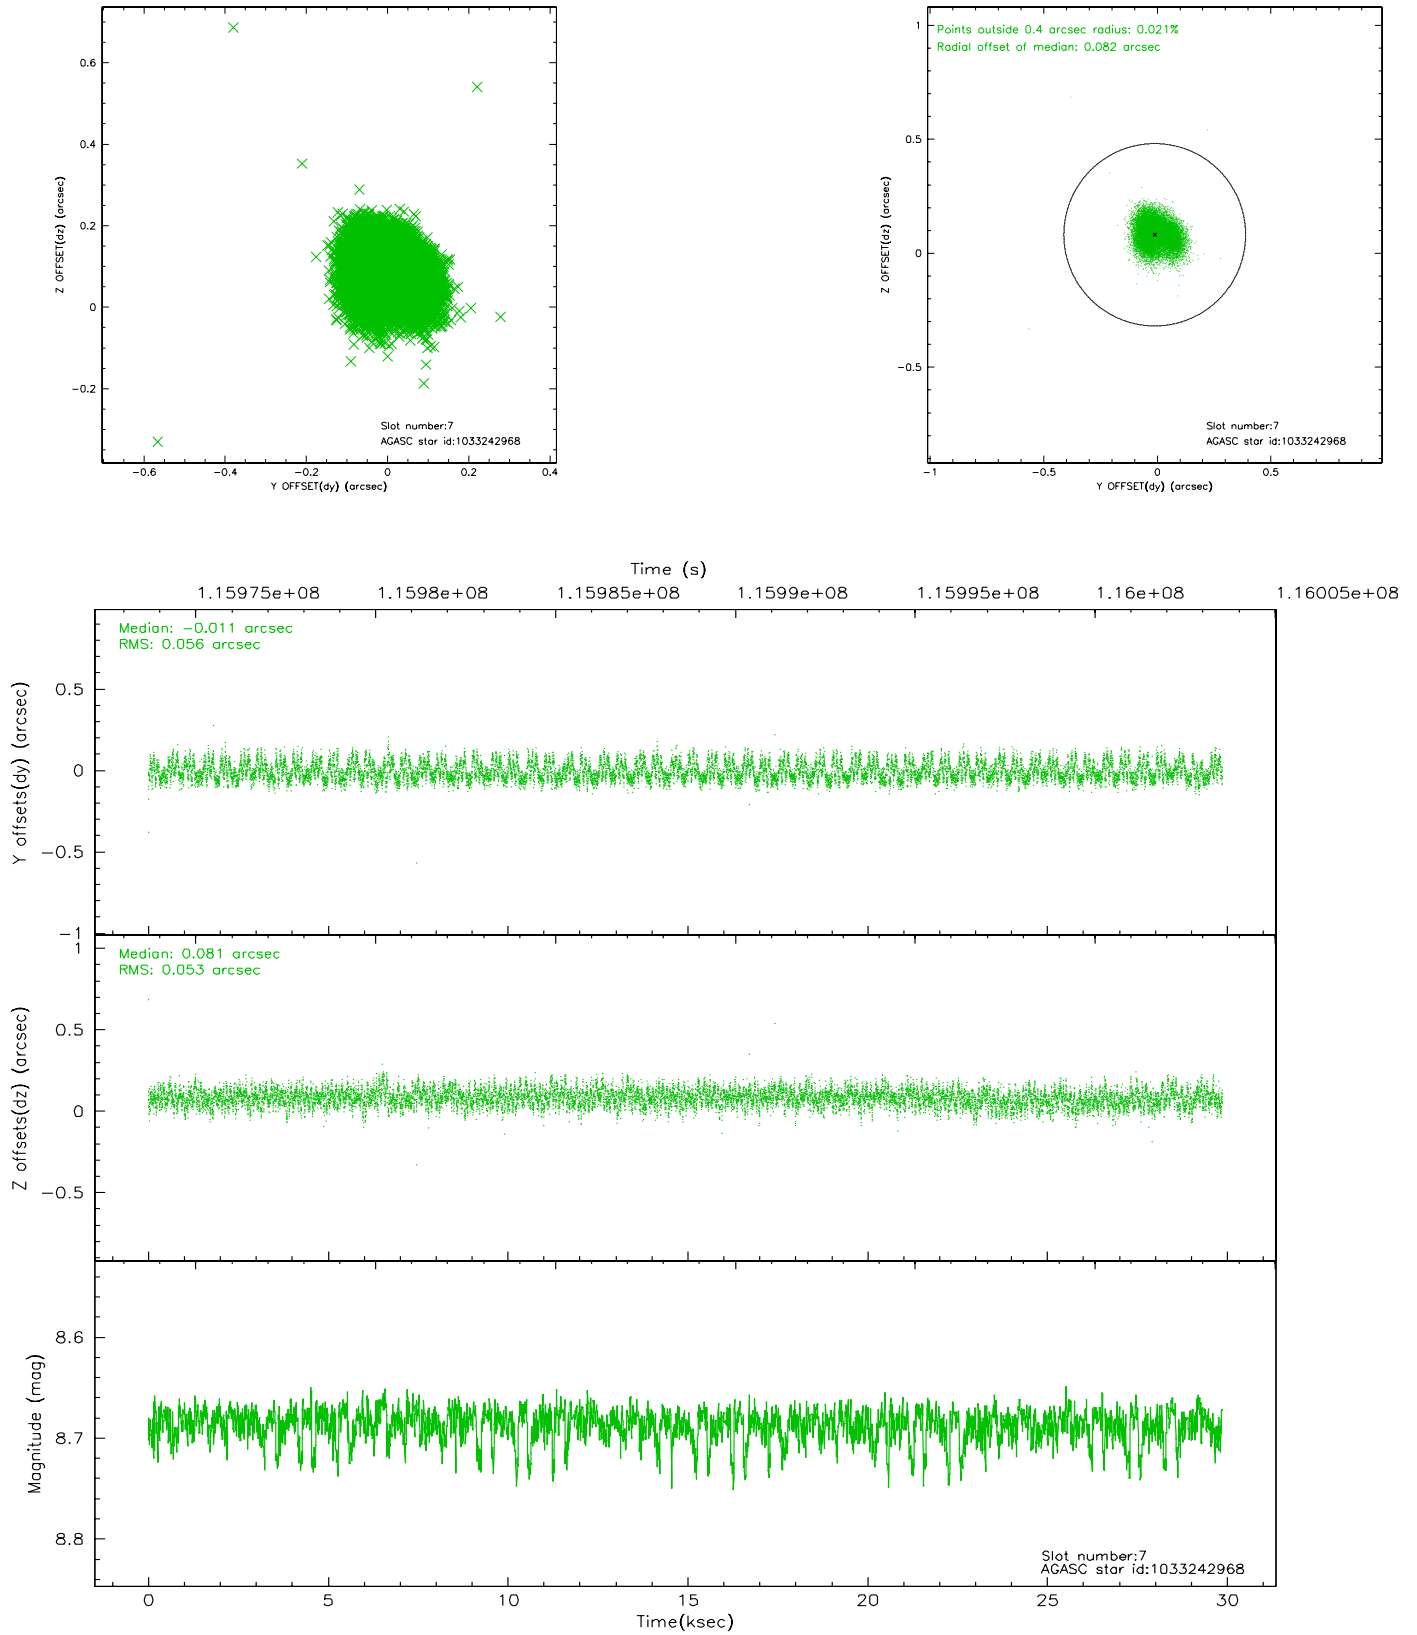 0.6
0.4
0.2
0
-0.2
Z OFFSET(dz) (arcsec)
Slot number:7
AGASC star id:1033242968
-0.6 -0.4 -0.2 0 0.2 0.4
Y OFFSET(dy) (arcsec)
Points outside 0.4 arcsec radius: 0.021%
Radial offset of median: 0.082 arcsec
1
0.5
0
-0.5
Z OFFSET(dz) (arcsec)
Slot number:7
AGASC star id:1033242968
-1 -0.5 0 0.5
Y OFFSET(dy) (arcsec)
Time (s)
1.15975e+08 1.1598e+08 1.15985e+08 1.1599e+08 1.15995e+08 1.16e+08 1.16005e+08
Median: -0.011 arcsec
RMS: 0.056 arcsec
0.5
0
-0.5
-1
Y offsets(dy) (arcsec)
Median: 0.081 arcsec
RMS: 0.053 arcsec
1
0.5
0
-0.5
Z offsets(dz) (arcsec)
8.6
8.7
8.8
Magnitude (mag)
Slot number:7
AGASC star id:1033242968
0 5 10 15 20 25 30
Time(ksec)